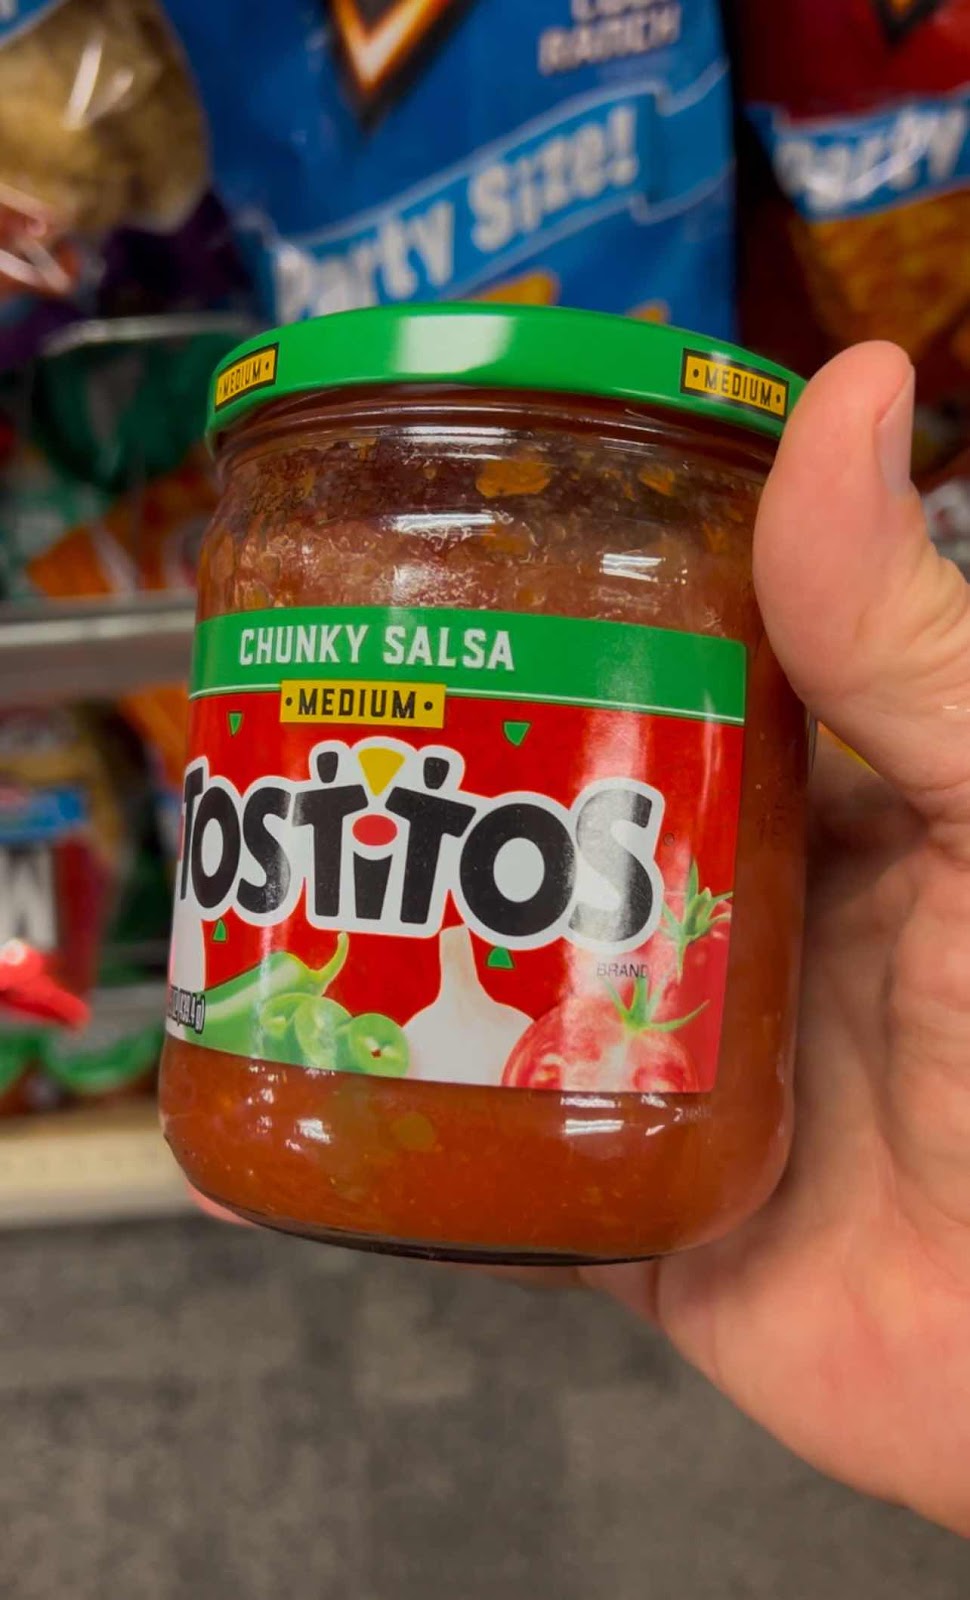 RANCH
Party Size!
Party
MEDIUM
MEDIUM
CHUNKY SALSA
MEDIUM
TOSTITOS
BRAND